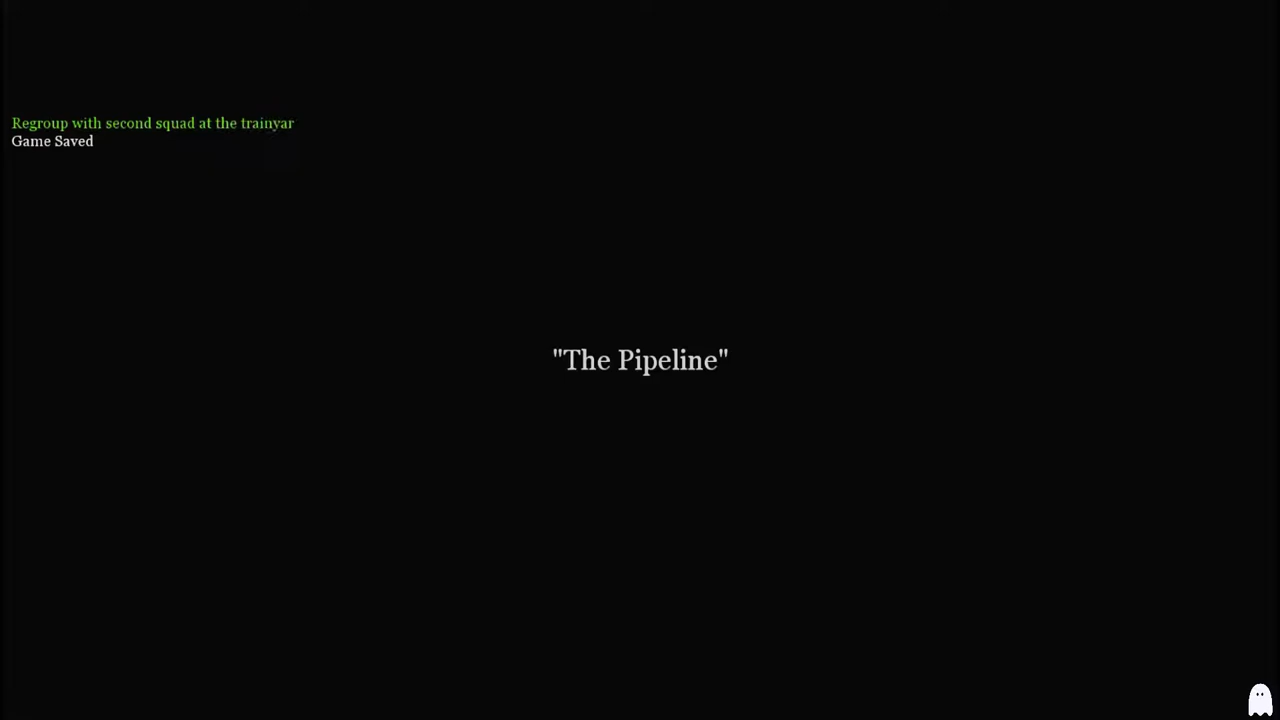 Regroup with second squad at the trainyar
Game Saved
"The Pipeline"